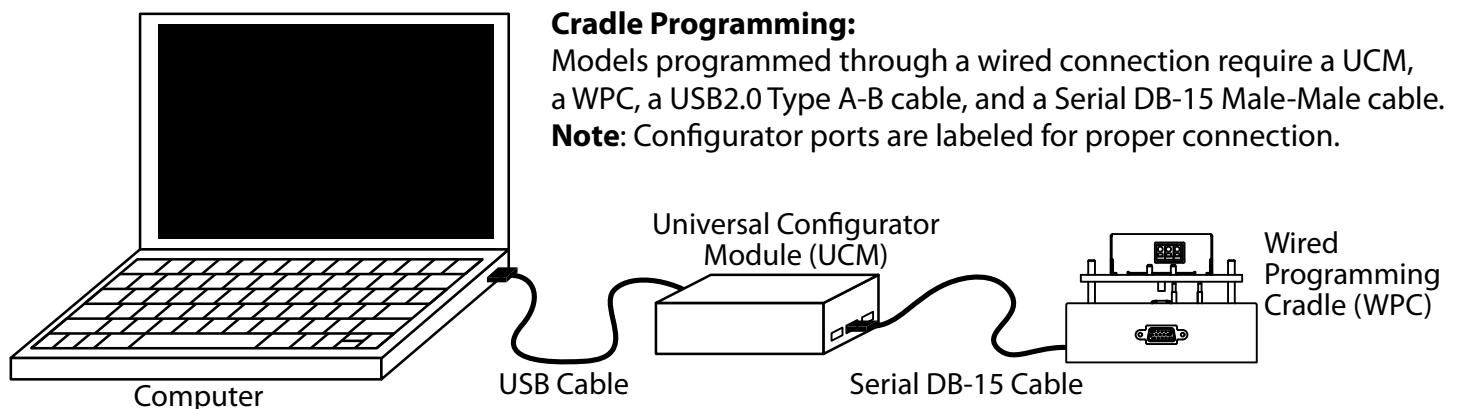 Cradle Programming:
Models programmed through a wired connection require a UCM,
a WPC, a USB2.0 Type A-B cable, and a Serial DB-15 Male-Male cable.
Note: Configurator ports are labeled for proper connection.
Universal Configurator
Module (UCM)
Wired
Programming
Cradle (WPC)
USB Cable
Serial DB-15 Cable
Computer